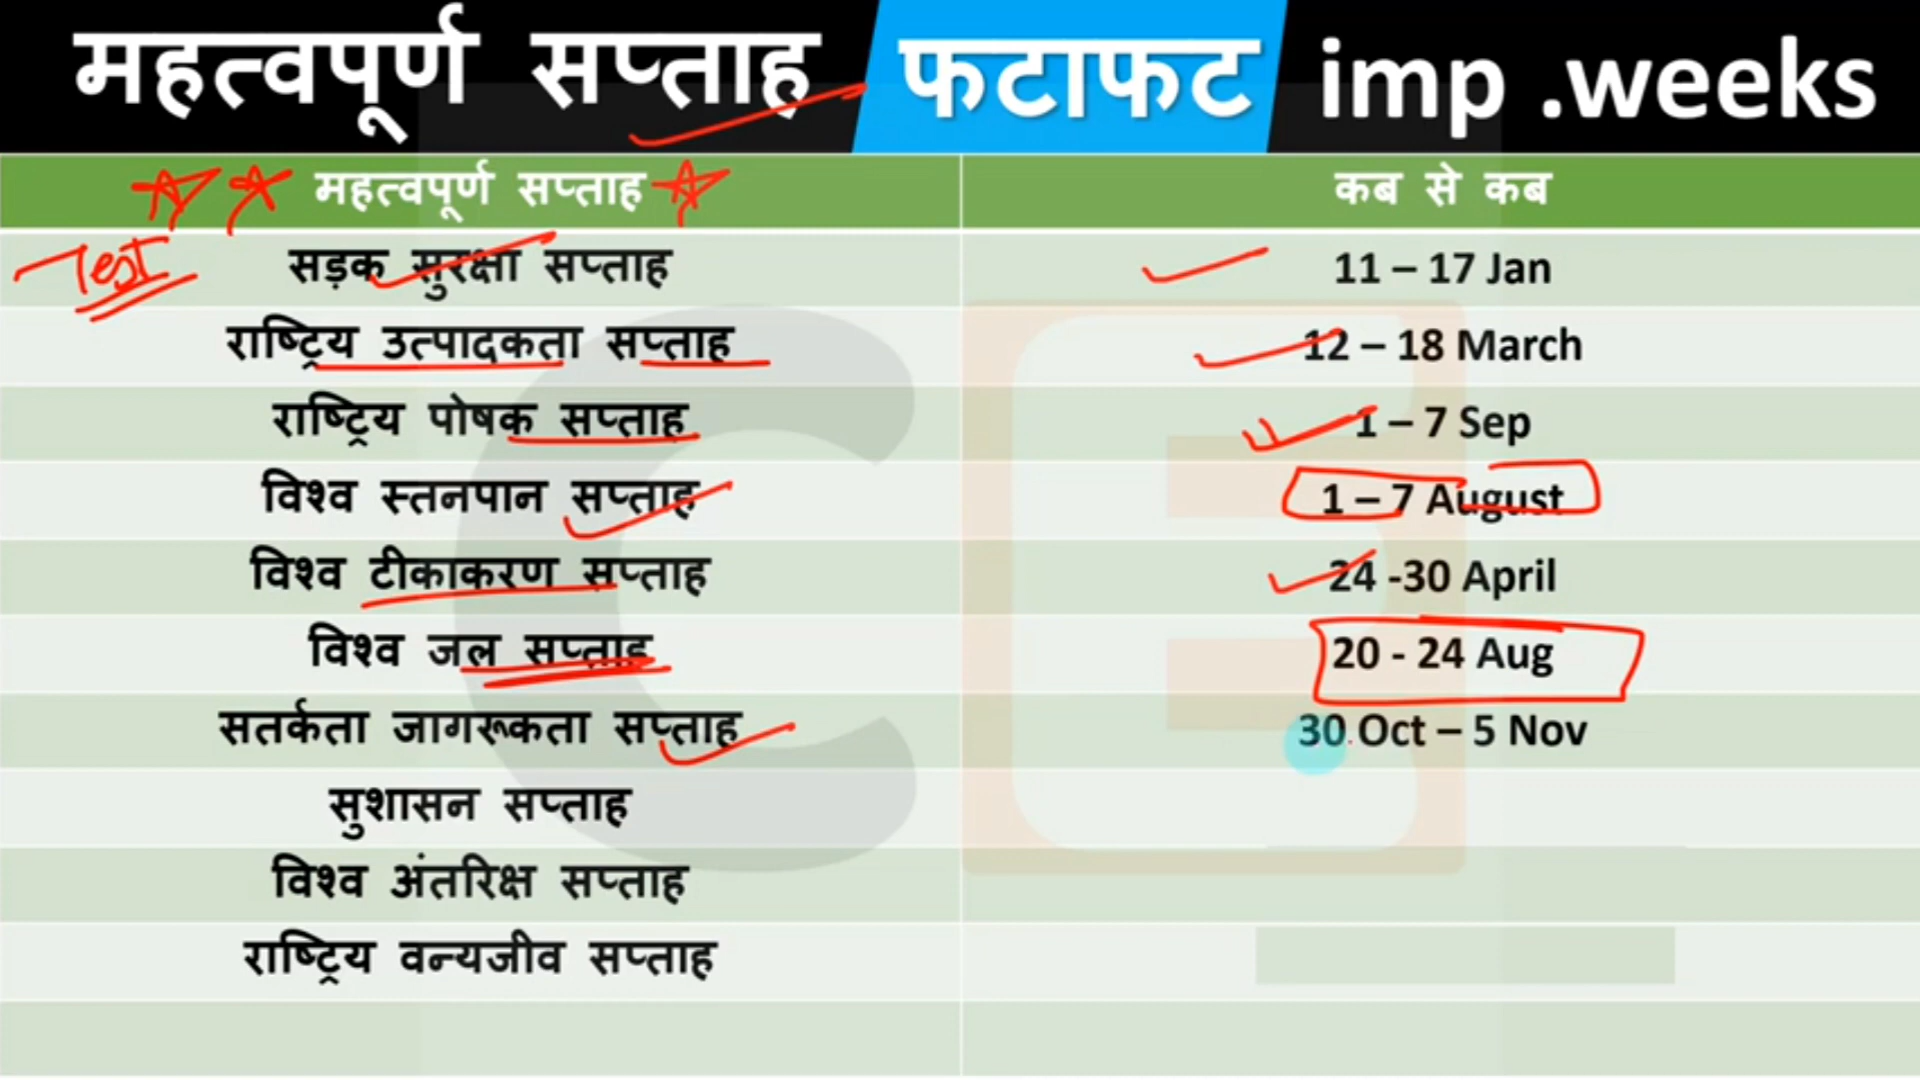 महत्वपूर्ण सप्ताह फटाफट imp .weeks
महत्वपूर्ण सप्ताह कब से कब
Test सड़क सुरक्षा सप्ताह 11 – 17 Jan
राष्ट्रिय उत्पादकता सप्ताह 12 – 18 March
राष्ट्रिय पोषक सप्ताह 1 – 7 Sep
विश्व स्तनपान सप्ताह 1 – 7 August
विश्व टीकाकरण सप्ताह 24 -30 April
विश्व जल सप्ताह 20 - 24 Aug
सतर्कता जागरूकता सप्ताह 30 Oct – 5 Nov
सुशासन सप्ताह
विश्व अंतरिक्ष सप्ताह
राष्ट्रिय वन्यजीव सप्ताह